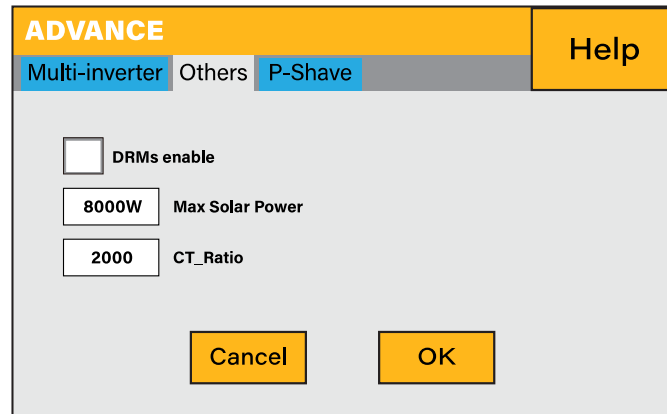 ADVANCE
Help
Multi-inverter Others P-Shave
DRMs enable
8000W Max Solar Power
2000 CT_Ratio
Cancel OK